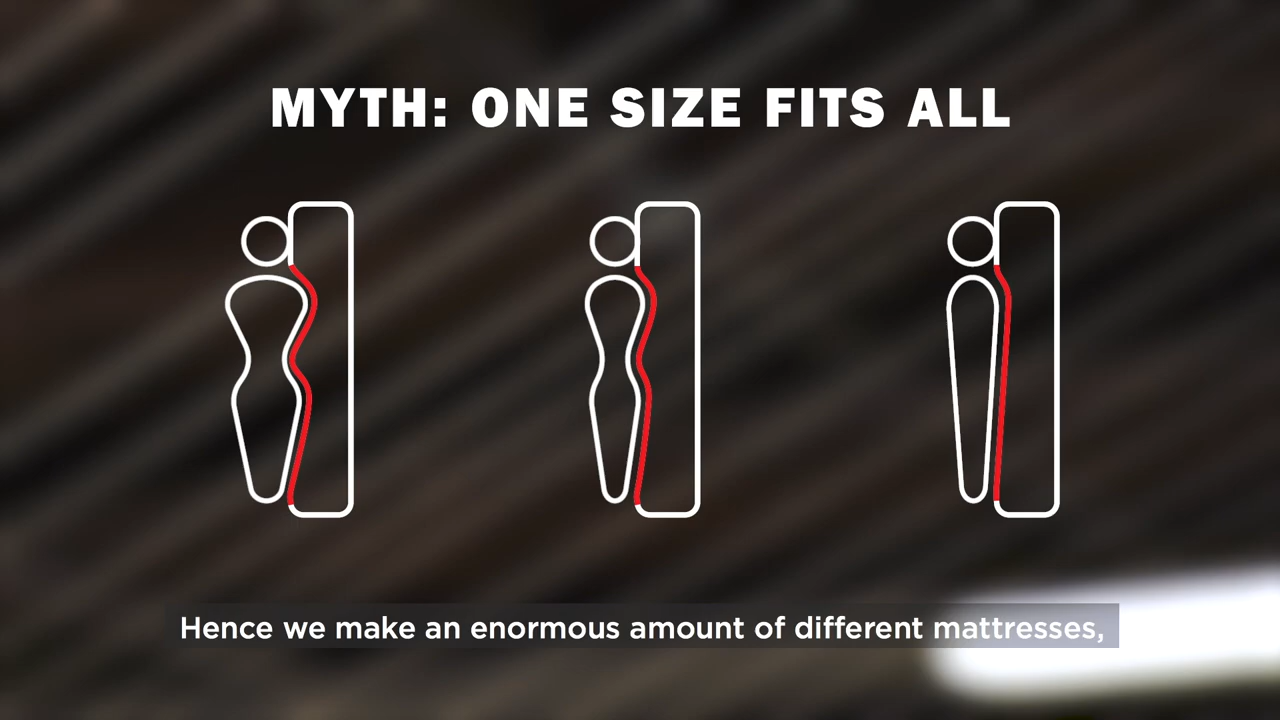 MYTH: ONE SIZE FITS ALL
Hence we make an enormous amount of different mattresses,